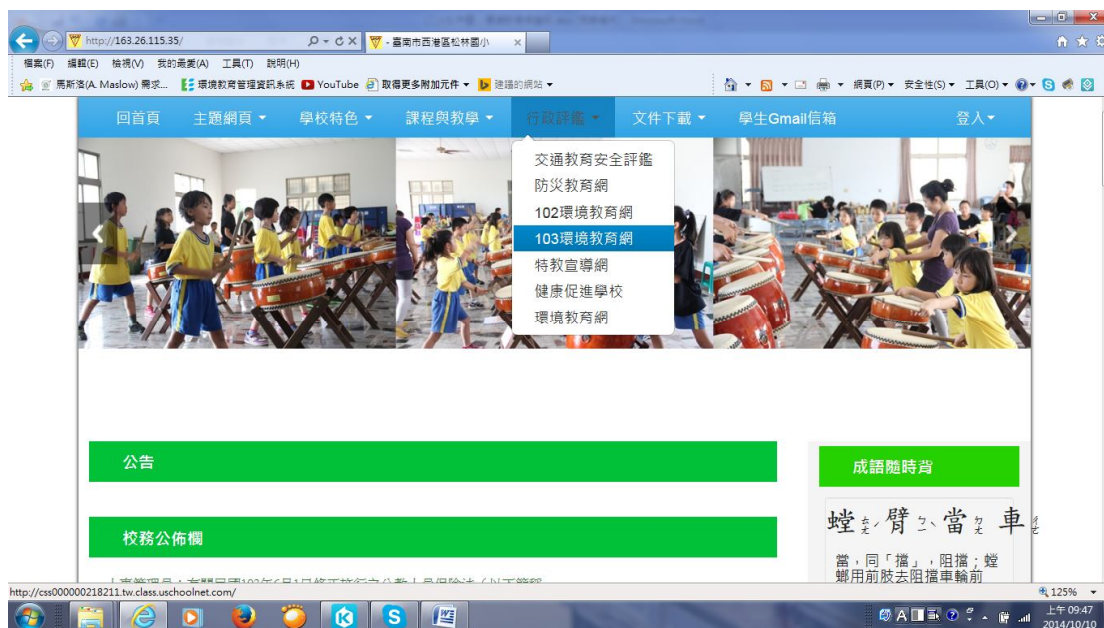 http://163.26.115.35/
- 臺南市西港區松林國小
檔案(F) 編輯(E) 檢視(V) 我的最愛(A) 工具(T) 說明(H)
馬斯洛(A. Maslow) 需求... 環境教育管理資訊系統 YouTube 取得更多附加元件 建議的網站 網頁(P) 安全性(S) 工具(O)
回首頁 主題網頁 學校特色 課程與教學 行政評鑑 文件下載 學生Gmail信箱 登入
交通教育安全評鑑
防災教育網
102環境教育網
103環境教育網
特教宣導網
健康促進學校
環境教育網
公告
成語隨時背
螳臂當車
校務公佈欄
當,同「擋」,阻擋;螳
螂用前肢去阻擋車輪前
http://css000000218211.tw.class.uschoolnet.com/
125%
上午 09:47
2014/10/10